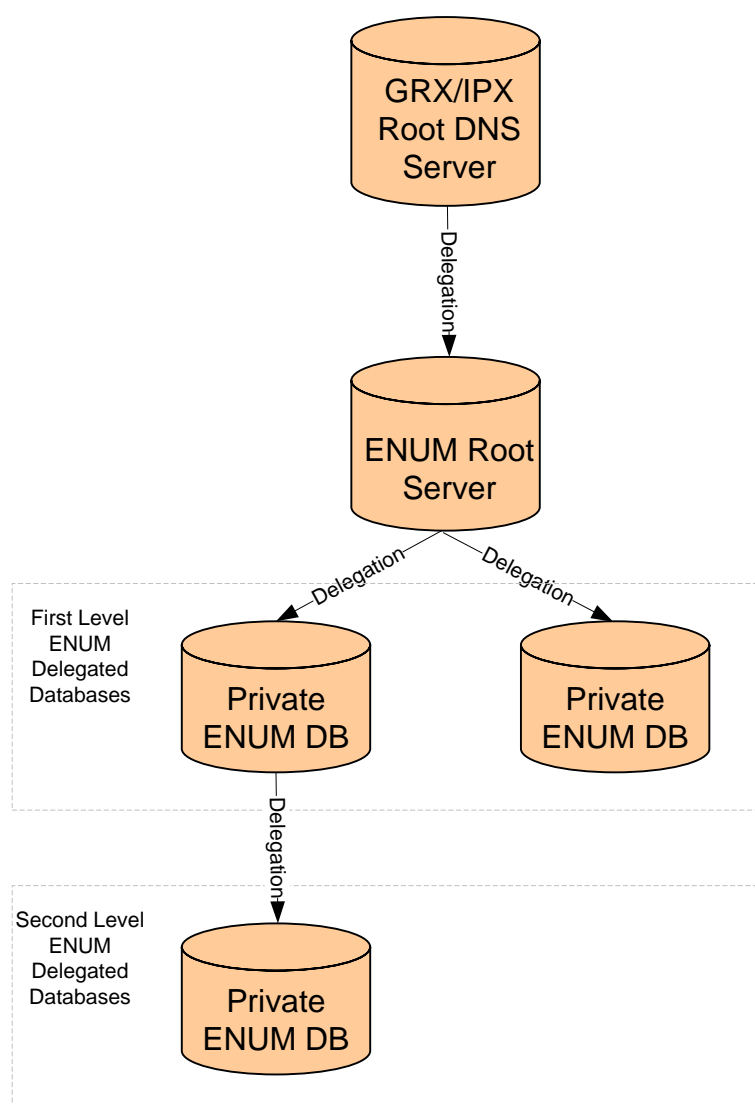 GRX/IPX
Root DNS
Server
Delegation
ENUM Root
Server
Delegation
Delegation
First Level
ENUM
Delegated
Databases
Private
ENUM DB
Private
ENUM DB
Delegation
Second Level
ENUM
Delegated
Databases
Private
ENUM DB